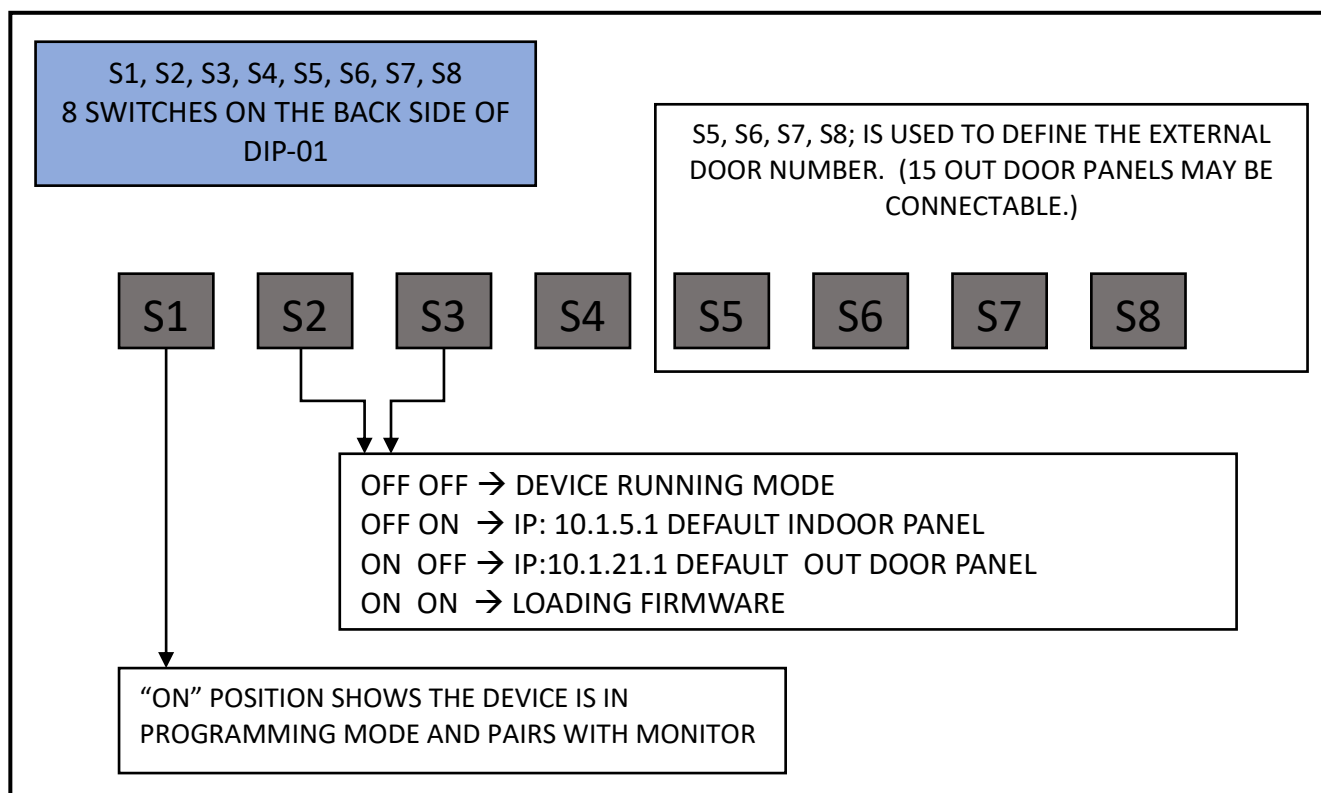 S1, S2, S3, S4, S5, S6, S7, S8
8 SWITCHES ON THE BACK SIDE OF
DIP-01
S5, S6, S7, S8; IS USED TO DEFINE THE EXTERNAL
DOOR NUMBER. (15 OUT DOOR PANELS MAY BE
CONNECTABLE.)
S1 S2 S3 S4 S5 S6 S7 S8
OFF OFF → DEVICE RUNNING MODE
OFF ON → IP: 10.1.5.1 DEFAULT INDOOR PANEL
ON OFF → IP:10.1.21.1 DEFAULT OUT DOOR PANEL
ON ON → LOADING FIRMWARE
“ON” POSITION SHOWS THE DEVICE IS IN
PROGRAMMING MODE AND PAIRS WITH MONITOR